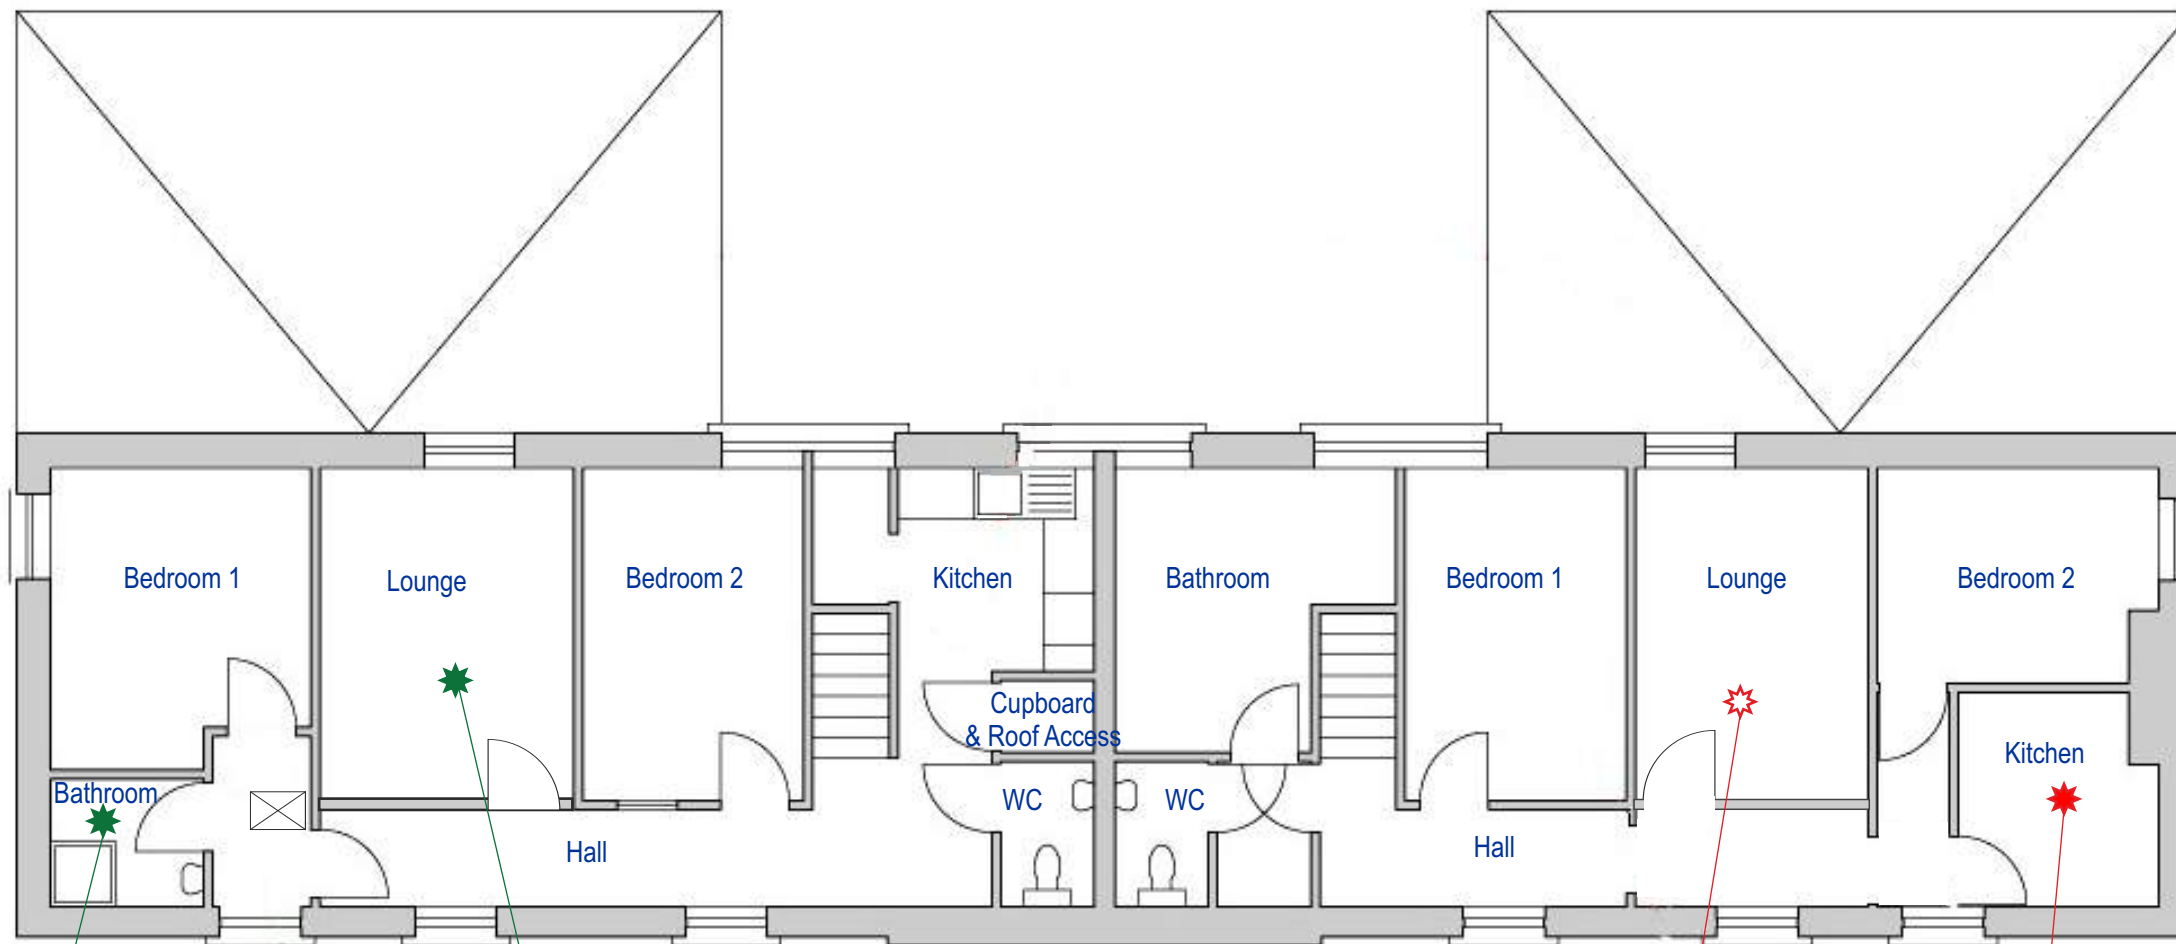 Bedroom 1
Lounge
Bedroom 2
Kitchen
Bathroom
Bedroom 1
Lounge
Bedroom 2
Cupboard
& Roof Access
Kitchen
Bathroom
WC
WC
Hall
Hall